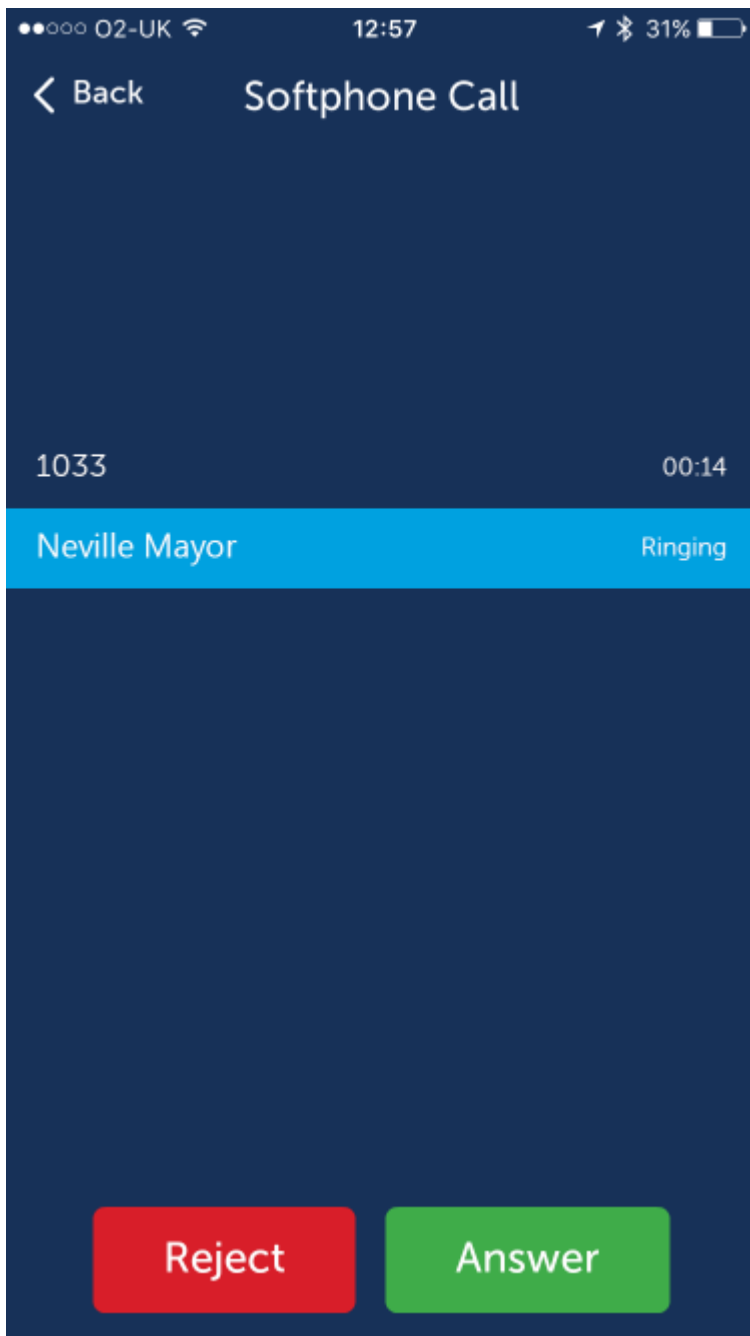 O2-UK 12:57 31%
Back Softphone Call
1033 00:14
Neville Mayor Ringing
Reject Answer